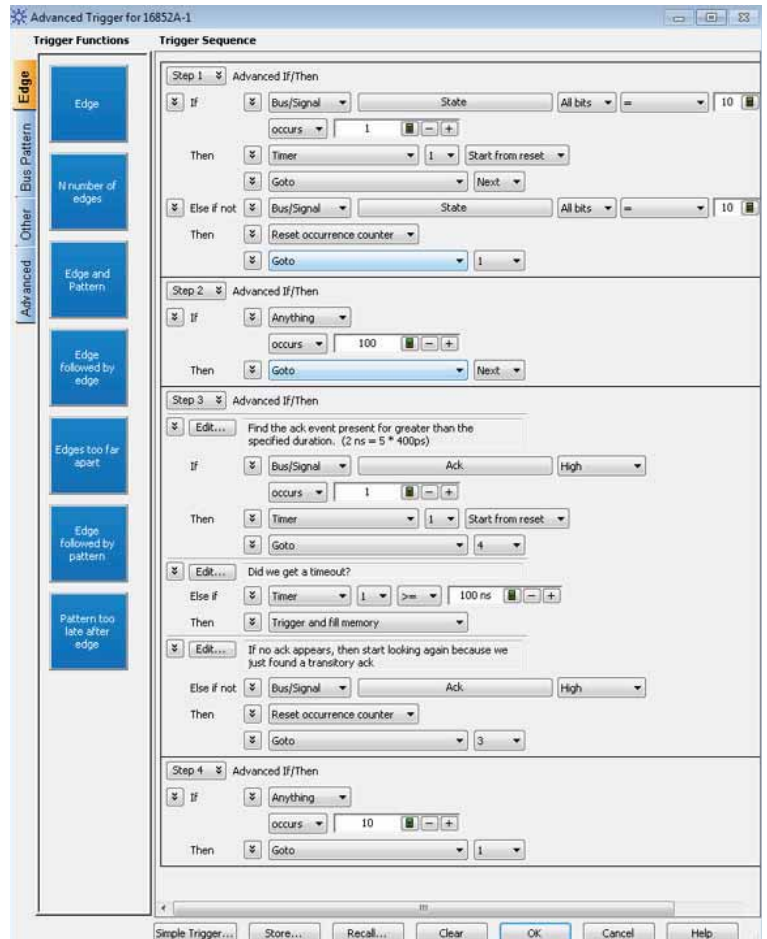 Advanced Trigger for 16852A-1
Trigger Functions
Trigger Sequence
Edge
Bus Pattern
Other
Advanced
Edge
N number of edges
Edge and Pattern
Edge followed by edge
Edges too far apart
Edge followed by pattern
Pattern too late after edge
Step 1 Advanced If/Then
If Bus/Signal State All bits = 10
occurs 1 - +
Then Timer 1 Start from reset
Goto Next
Else if not Bus/Signal State All bits = 10
Then Reset occurrence counter
Goto 1
Step 2 Advanced If/Then
If Anything
occurs 100 - +
Then Goto Next
Step 3 Advanced If/Then
Edit... Find the ack event present for greater than the
specified duration. (2 ns = 5 * 400ps)
If Bus/Signal Ack High
occurs 1 - +
Then Timer 1 Start from reset
Goto 4
Edit... Did we get a timeout?
Else if Timer 1 >= 100 ns - +
Then Trigger and fill memory
Edit... If no ack appears, then start looking again because we
just found a transitory ack
Else if not Bus/Signal Ack High
Then Reset occurrence counter
Goto 3
Step 4 Advanced If/Then
If Anything
occurs 10 - +
Then Goto 1
Simple Trigger... Store... Recall... Clear OK Cancel Help